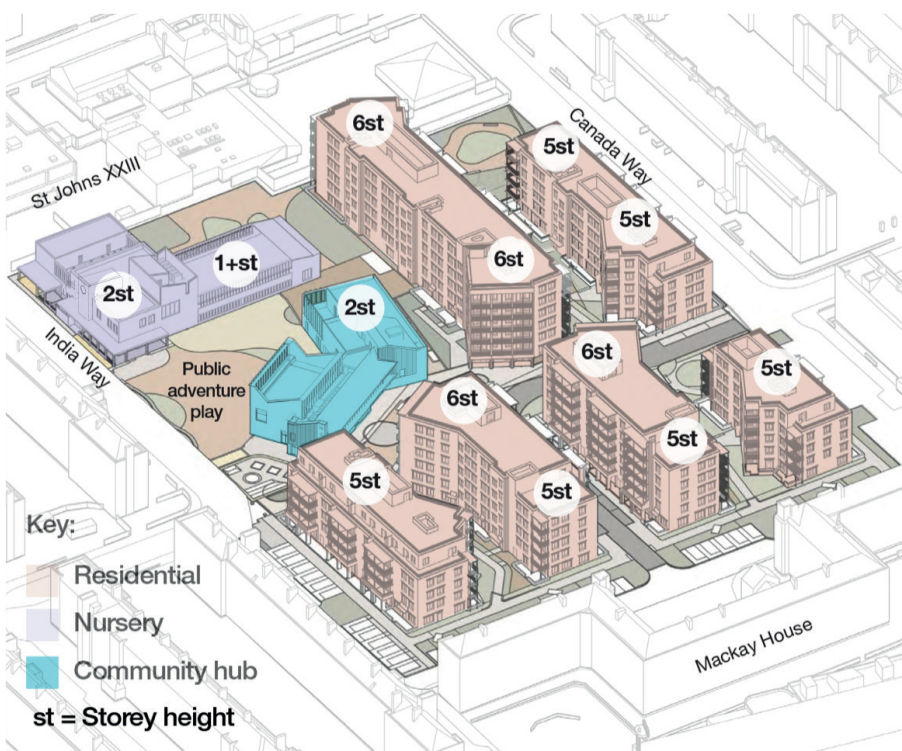 6st
5st
Canada Way
St Johns XXIII
5st
1+st
6st
2st
2st
India Way
Public
adventure
play
6st
5st
6st
5st
5st
5st
Key:
Residential
Nursery
Community hub
st = Storey height
Mackay House